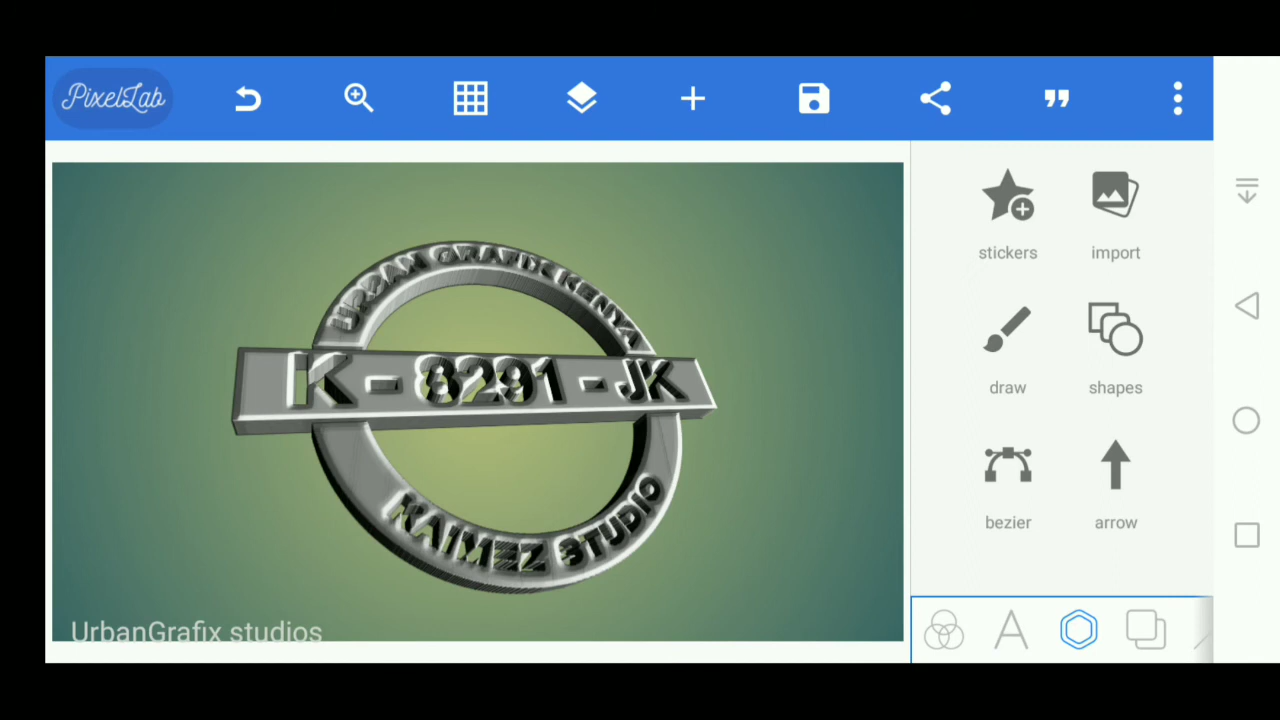 PixelLab
URBAN GRAFIX KENYA
K - 8291 - JK
KAIMEZ STUDIO
UrbanGrafix studios
stickers
import
draw
shapes
bezier
arrow